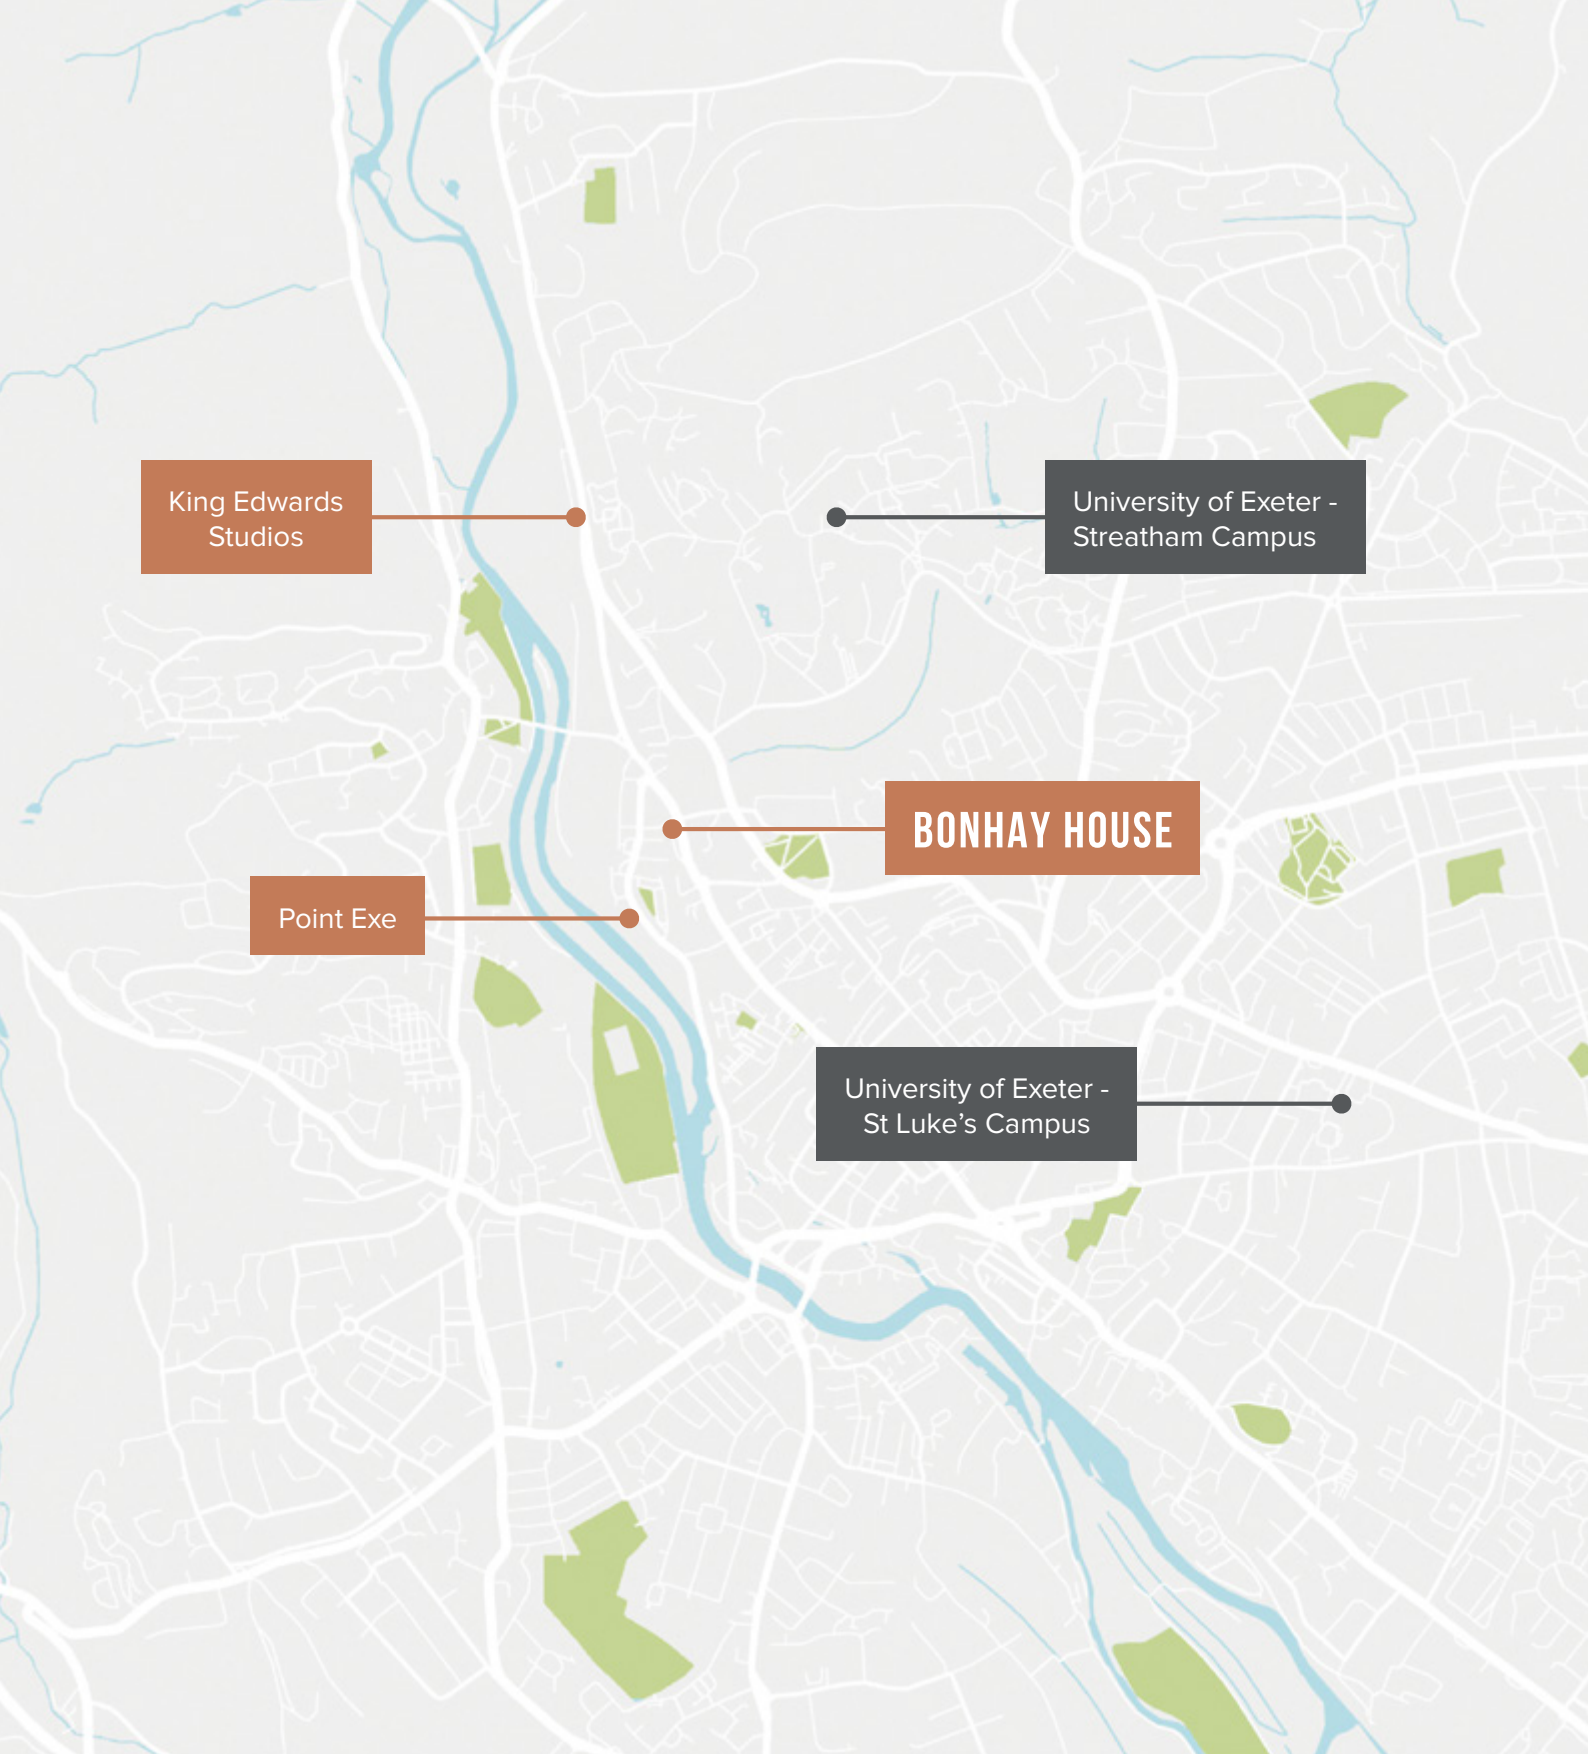 King Edwards
Studios
University of Exeter -
Streatham Campus
BONHAY HOUSE
Point Exe
University of Exeter -
St Luke’s Campus